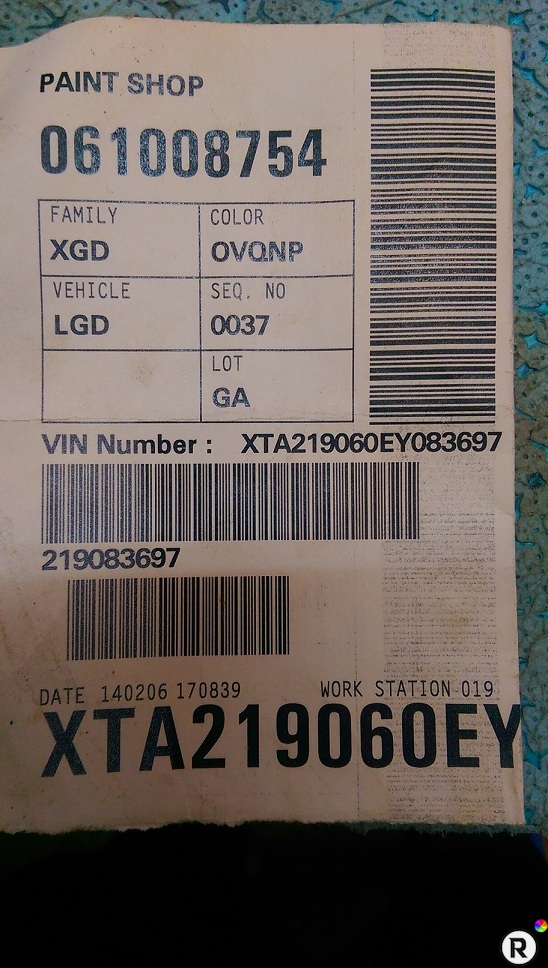 PAINT SHOP
061008754
FAMILY COLOR
XGD OVQNP
VEHICLE SEQ. NO
LGD 0037
LOT
GA
VIN Number : XTA219060EY083697
219083697
DATE 140206 170839 WORK STATION 019
XTA219060EY
R